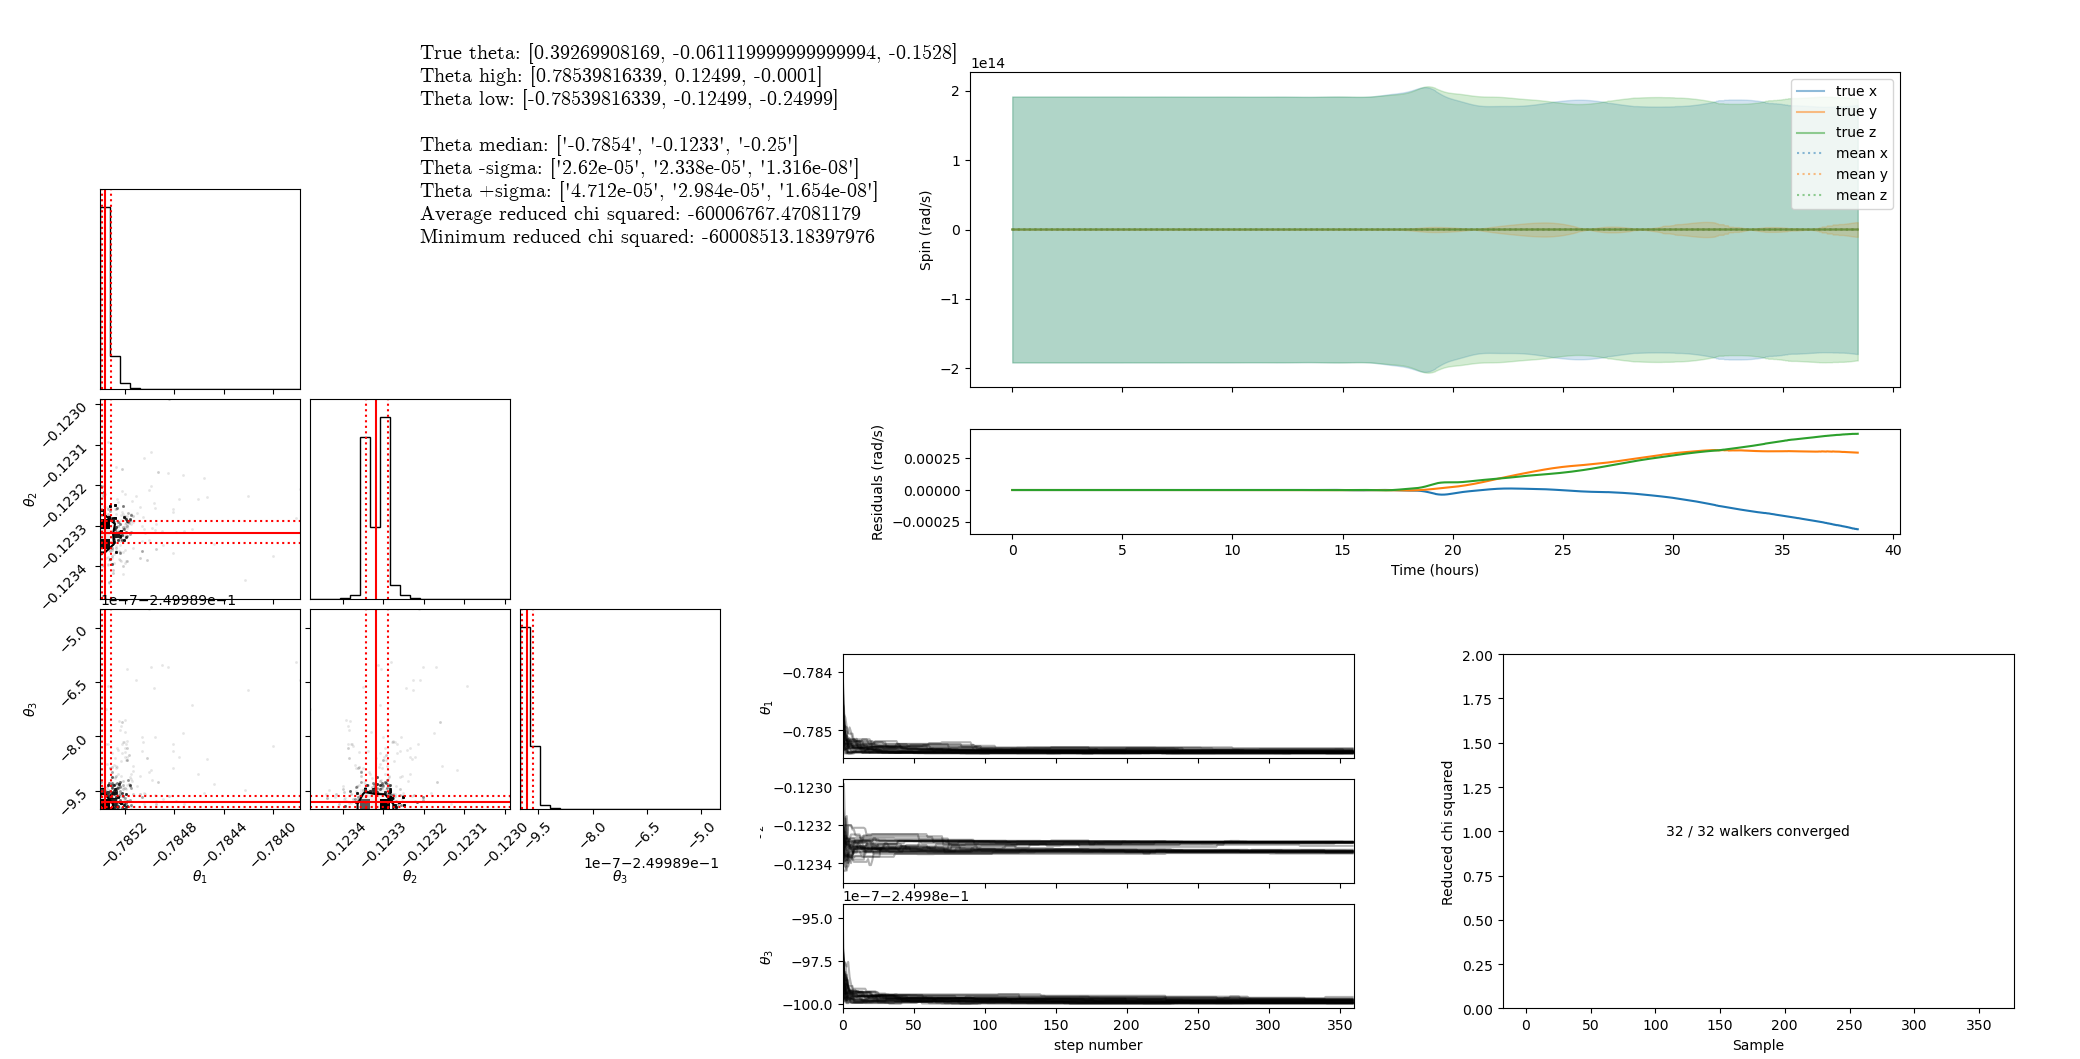 True theta: [0.39269908169, -0.061119999999999994, -0.1528]
Theta high: [0.78539816339, 0.12499, -0.0001]
Theta low: [-0.78539816339, -0.12499, -0.24999]
Theta median: ['-0.7854', '-0.1233', '-0.25']
Theta -sigma: ['2.62e-05', '2.338e-05', '1.316e-08']
Theta +sigma: ['4.712e-05', '2.984e-05', '1.654e-08']
Average reduced chi squared: -60006767.47081179
Minimum reduced chi squared: -60008513.18397976
1e14
2
1
0
−1
−2
Spin (rad/s)
true x
true y
true z
mean x
mean y
mean z
0.00025
0.00000
−0.00025
Residuals (rad/s)
0 5 10 15 20 25 30 35 40
Time (hours)
−0.1230
−0.1231
−0.1232
−0.1233
−0.1234
θ2
1e−7−2.49989e−1
−5.0
−6.5
−8.0
−9.5
θ3
−0.7852 −0.7848 −0.7844 −0.7840
θ1
−0.1234 −0.1233 −0.1232 −0.1231 −0.1230
θ2
−9.5 −8.0 −6.5 −5.0
1e−7−2.49989e−1
θ3
−0.784
−0.785
θ1
−0.1230
−0.1232
−0.1234
1e−7−2.4998e−1
−95.0
−97.5
−100.0
θ3
0 50 100 150 200 250 300 350
step number
2.00
1.75
1.50
1.25
1.00
0.75
0.50
0.25
0.00
Reduced chi squared
32 / 32 walkers converged
0 50 100 150 200 250 300 350
Sample